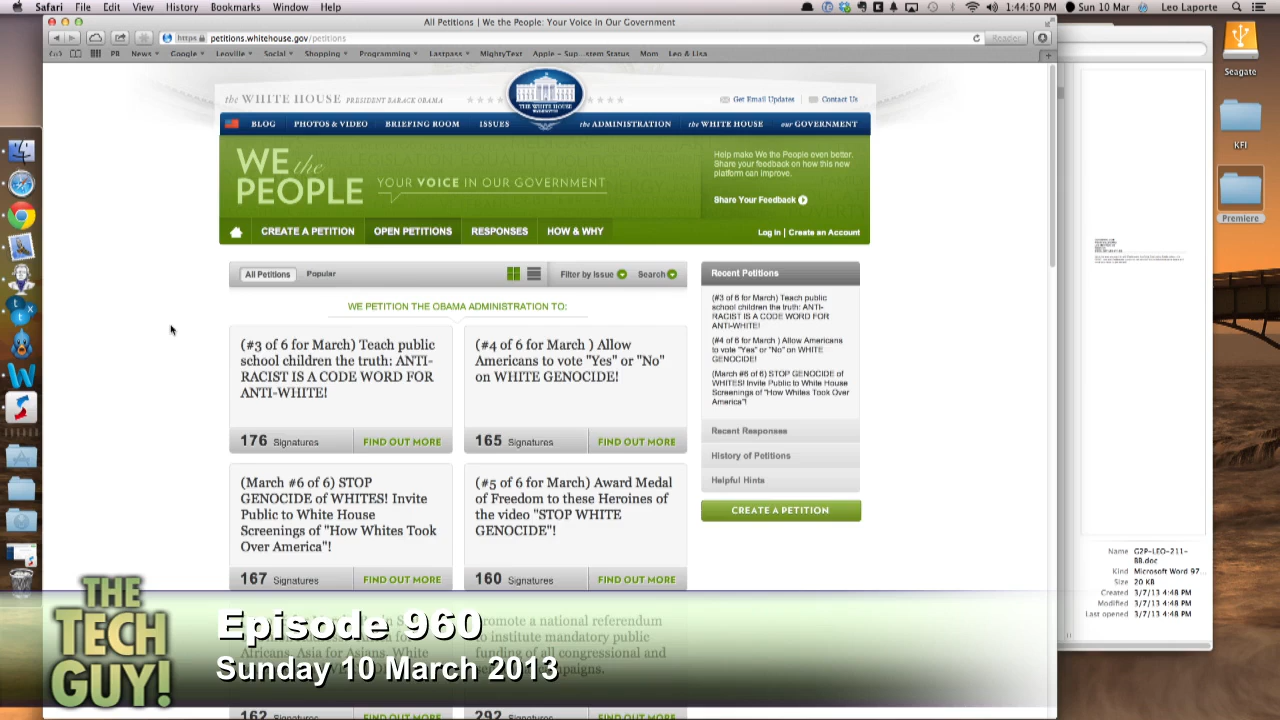 Safari File Edit View History Bookmarks Window Help 1:44:50 PM Sun 10 Mar Leo Laporte
All Petitions | We the People: Your Voice in Our Government
https petitions.whitehouse.gov/petitions Reader
PR News Google Leoville Social Shopping Programming Lastpass MightyText Apple – Sup...stem Status Mom Leo & Lisa
Seagate
KFI
Premiere
the WHITE HOUSE PRESIDENT BARACK OBAMA
THE WHITE HOUSE
WASHINGTON
Get Email Updates Contact Us
BLOG PHOTOS & VIDEO BRIEFING ROOM ISSUES the ADMINISTRATION the WHITE HOUSE our GOVERNMENT
WE the
PEOPLE
YOUR VOICE IN OUR GOVERNMENT
Help make We the People even better.
Share your feedback on how this new
platform can improve.
Share Your Feedback
CREATE A PETITION OPEN PETITIONS RESPONSES HOW & WHY
Log in | Create an Account
All Petitions Popular Filter by Issue Search
WE PETITION THE OBAMA ADMINISTRATION TO:
(#3 of 6 for March) Teach public
school children the truth: ANTI-
RACIST IS A CODE WORD FOR
ANTI-WHITE!
176 Signatures FIND OUT MORE
(#4 of 6 for March ) Allow
Americans to vote "Yes" or "No"
on WHITE GENOCIDE!
165 Signatures FIND OUT MORE
(March #6 of 6) STOP
GENOCIDE of WHITES! Invite
Public to White House
Screenings of "How Whites Took
Over America"!
167 Signatures FIND OUT MORE
(#5 of 6 for March) Award Medal
of Freedom to these Heroines of
the video "STOP WHITE
GENOCIDE"!
160 Signatures FIND OUT MORE
Africans, Asia for Asians, White
162 Signatures FIND OUT MORE
promote a national referendum
to institute mandatory public
funding of all congressional and
campaigns.
292 Signatures FIND OUT MORE
Recent Petitions
(#3 of 6 for March) Teach public
school children the truth: ANTI-
RACIST IS A CODE WORD FOR
ANTI-WHITE!
(#4 of 6 for March ) Allow Americans
to vote "Yes" or "No" on WHITE
GENOCIDE!
(March #6 of 6) STOP GENOCIDE of
WHITES! Invite Public to White House
Screenings of "How Whites Took Over
America"!
Recent Responses
History of Petitions
Helpful Hints
CREATE A PETITION
Name G2P-LEO-211-
BB.doc
Kind Microsoft Word 97...
Size 20 KB
Created 3/7/13 4:48 PM
Modified 3/7/13 4:48 PM
Last opened 3/7/13 4:48 PM
THE
TECH
GUY!
Episode 960
Sunday 10 March 2013